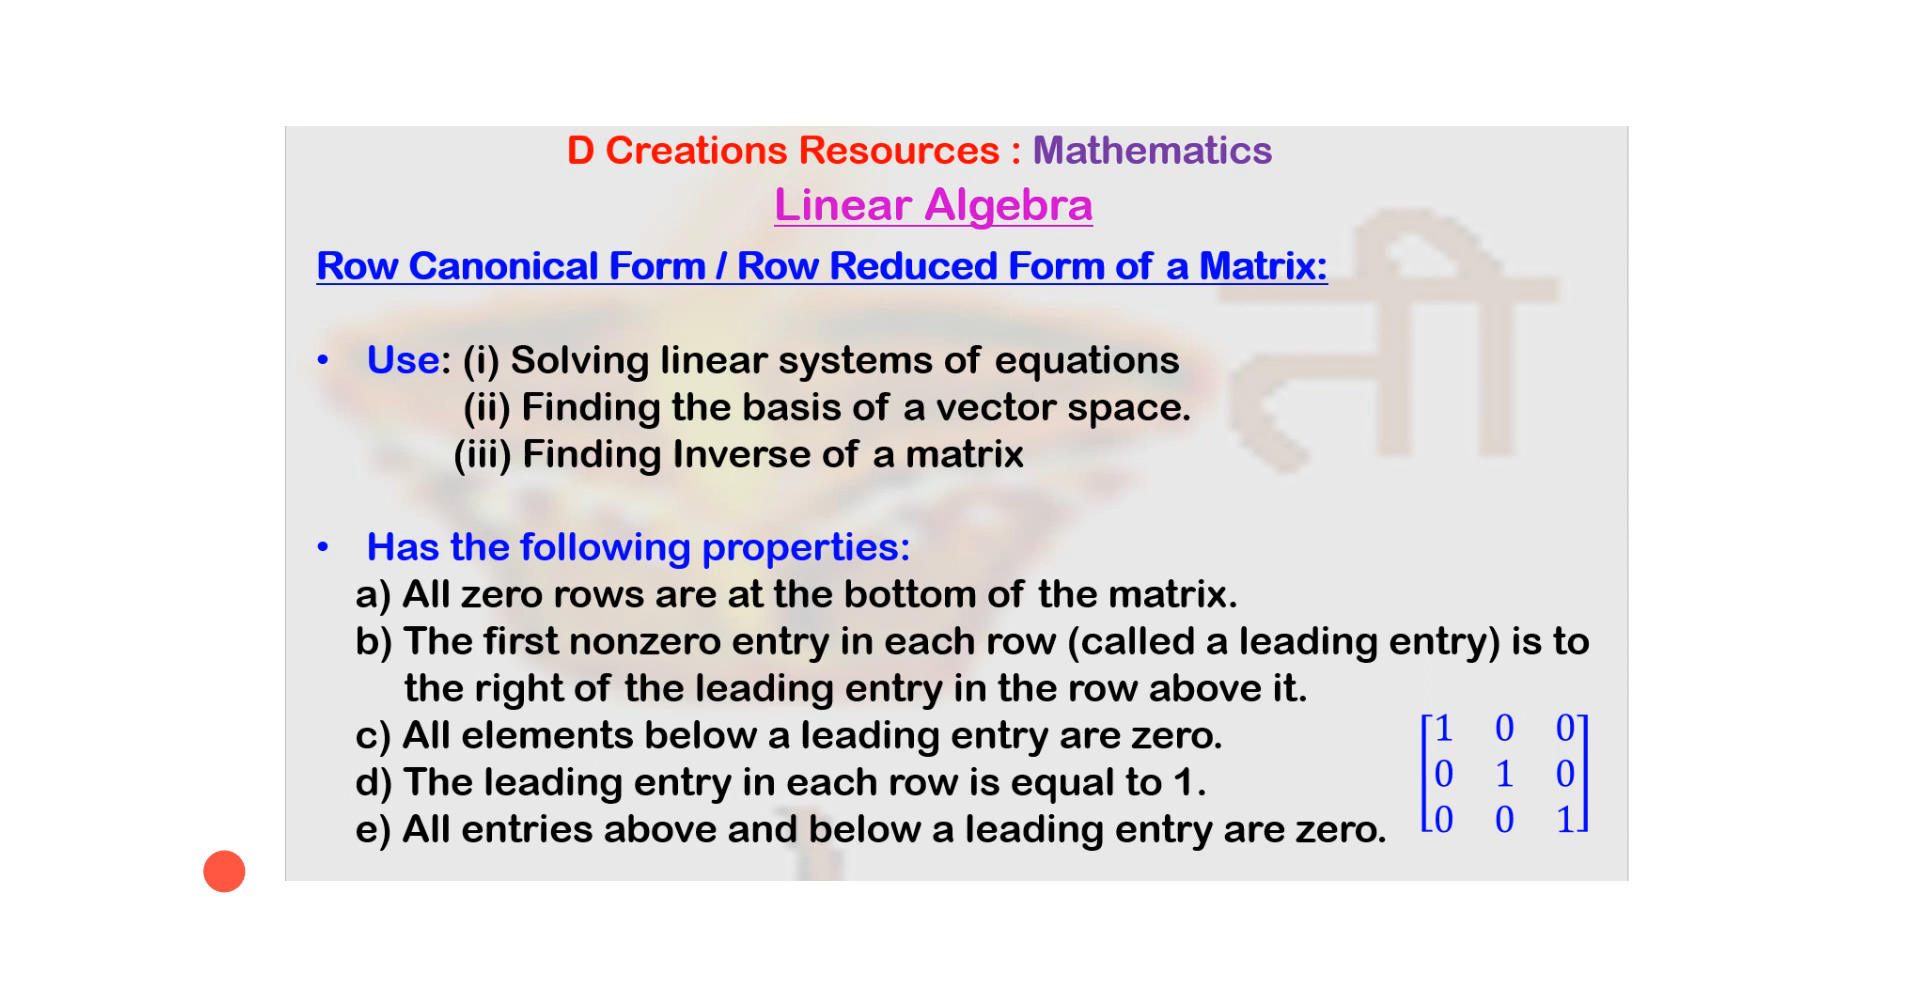 D Creations Resources : Mathematics
Linear Algebra
Row Canonical Form / Row Reduced Form of a Matrix:
• Use: (i) Solving linear systems of equations
(ii) Finding the basis of a vector space.
(iii) Finding Inverse of a matrix
• Has the following properties:
a) All zero rows are at the bottom of the matrix.
b) The first nonzero entry in each row (called a leading entry) is to
the right of the leading entry in the row above it.
c) All elements below a leading entry are zero.
d) The leading entry in each row is equal to 1.
e) All entries above and below a leading entry are zero.
1 0 0
0 1 0
0 0 1
ती